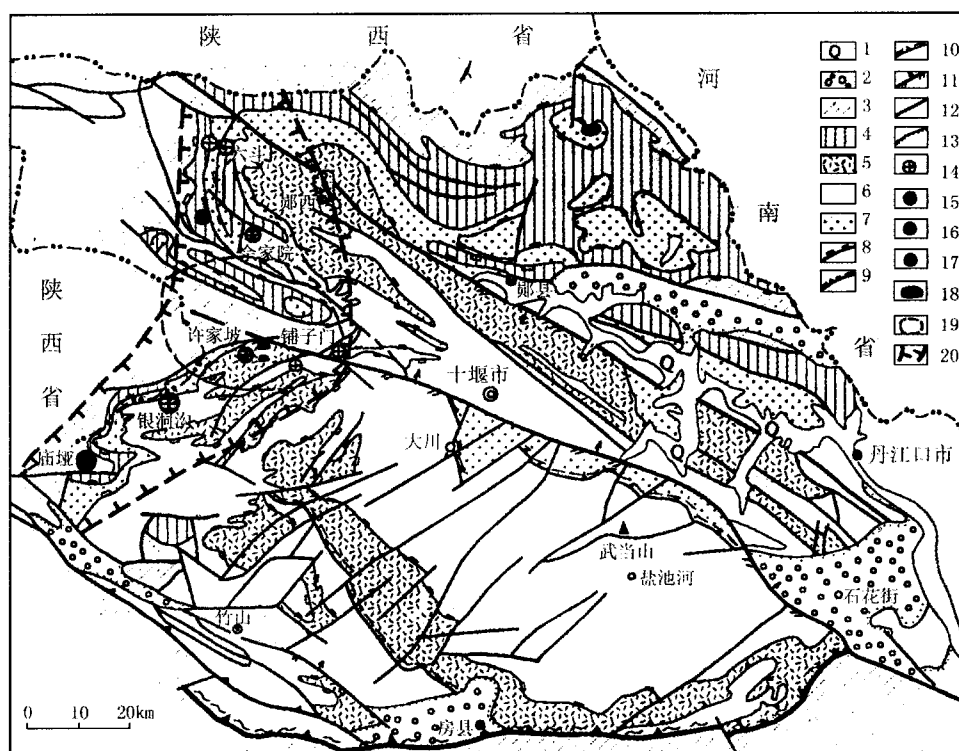 陕 西 省
河
南
省
陕
西
省
郧西
李家院
郧县
许家坡
铺子门
十堰市
银洞沟
大川
庙垭
丹江口市
武当山
盐池河
石花街
竹山
房县
0 10 20km
Q
Q
Q
Q
Q 1
2
3
4
5
6
7
8
9
10
11
12
13
14
15
16
17
18
19
20